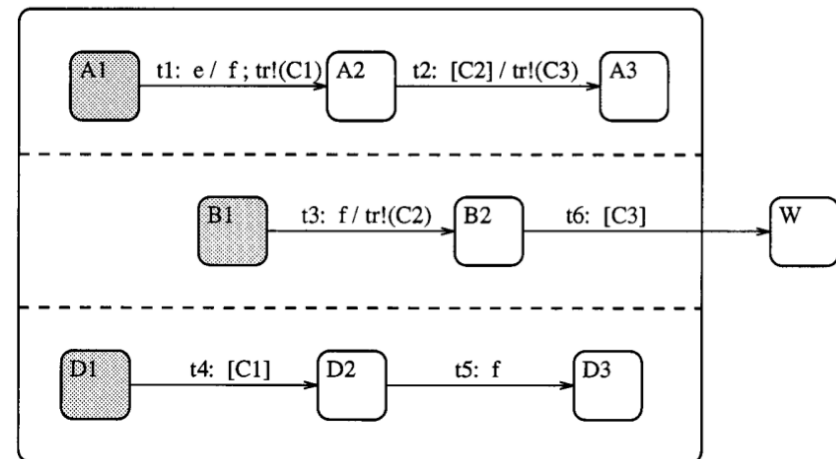 A1 t1: e / f ; tr!(C1) A2 t2: [C2] / tr!(C3) A3
B1 t3: f / tr!(C2) B2 t6: [C3] W
D1 t4: [C1] D2 t5: f D3